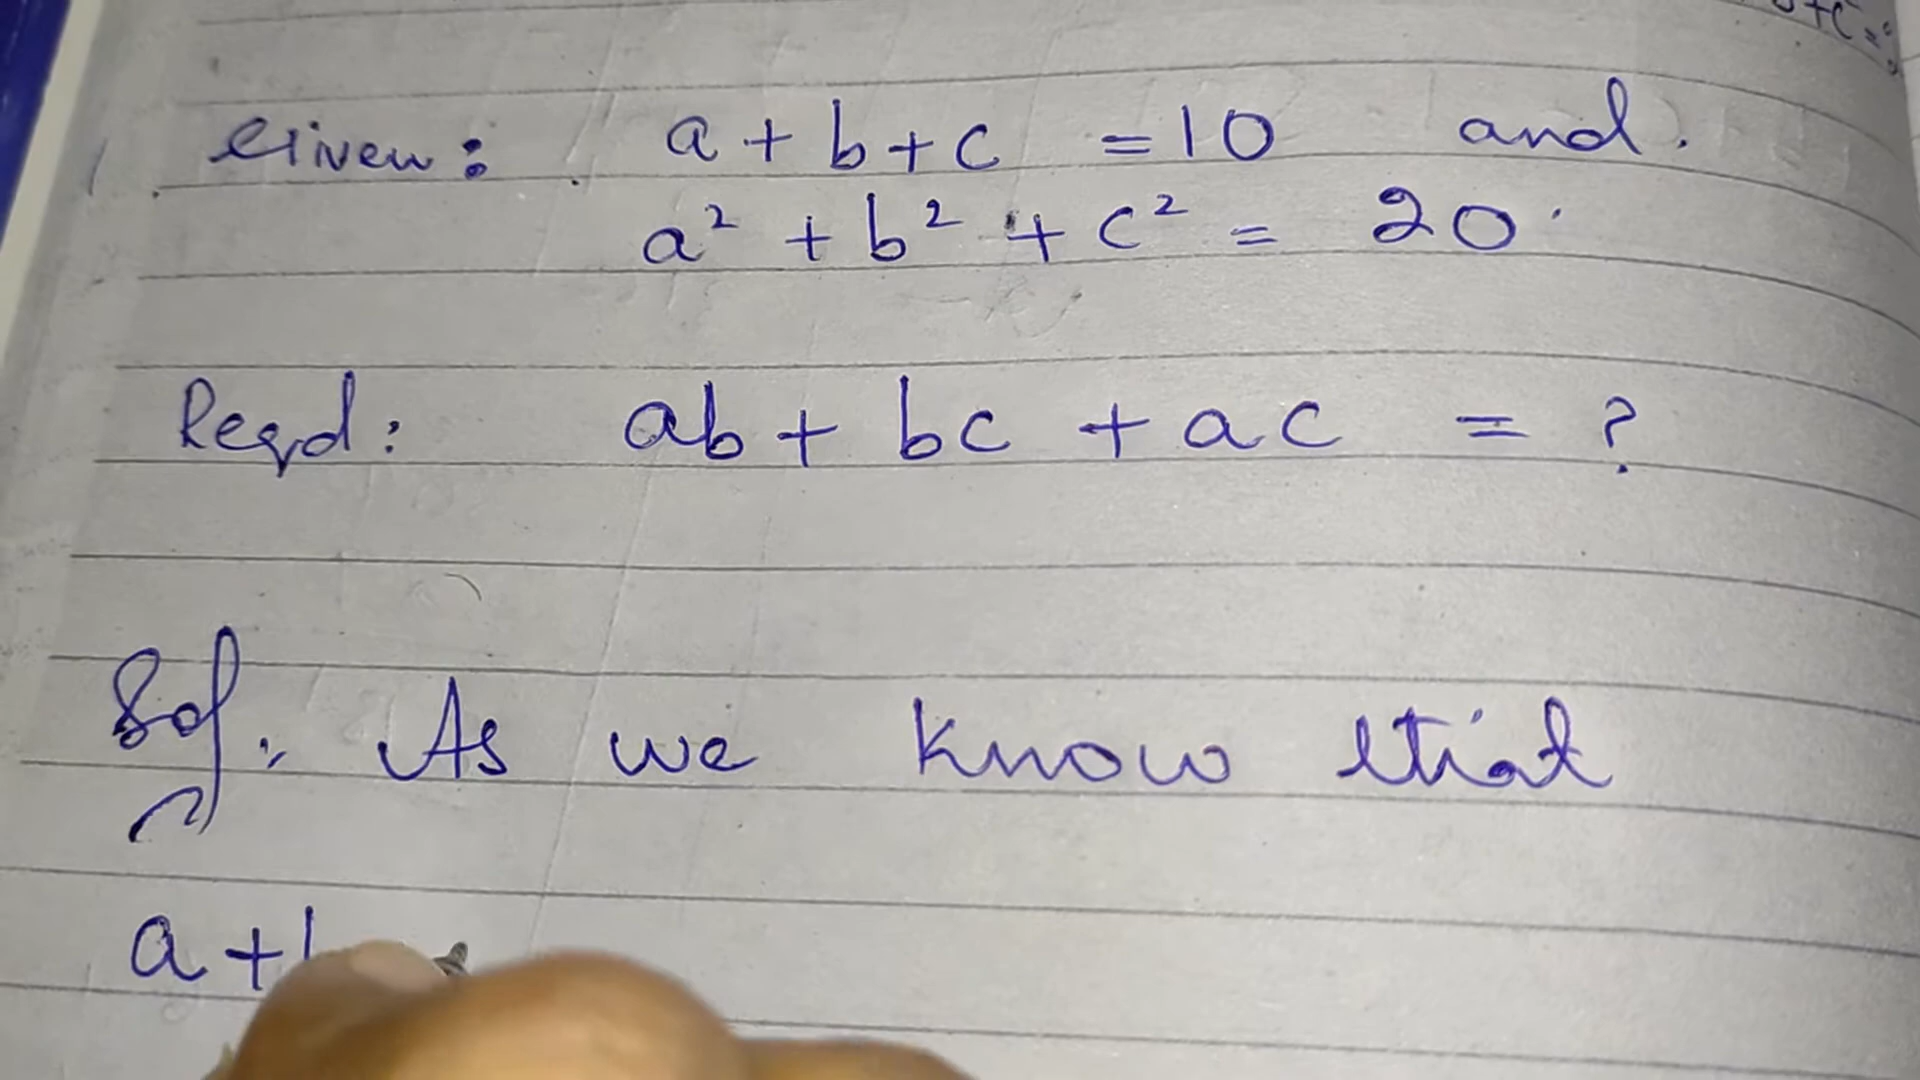 +c =
Given: a + b + c = 10 and.
a² + b² + c² = 20
Reqd: ab + bc + ac = ?
Sol: As we know that
a +